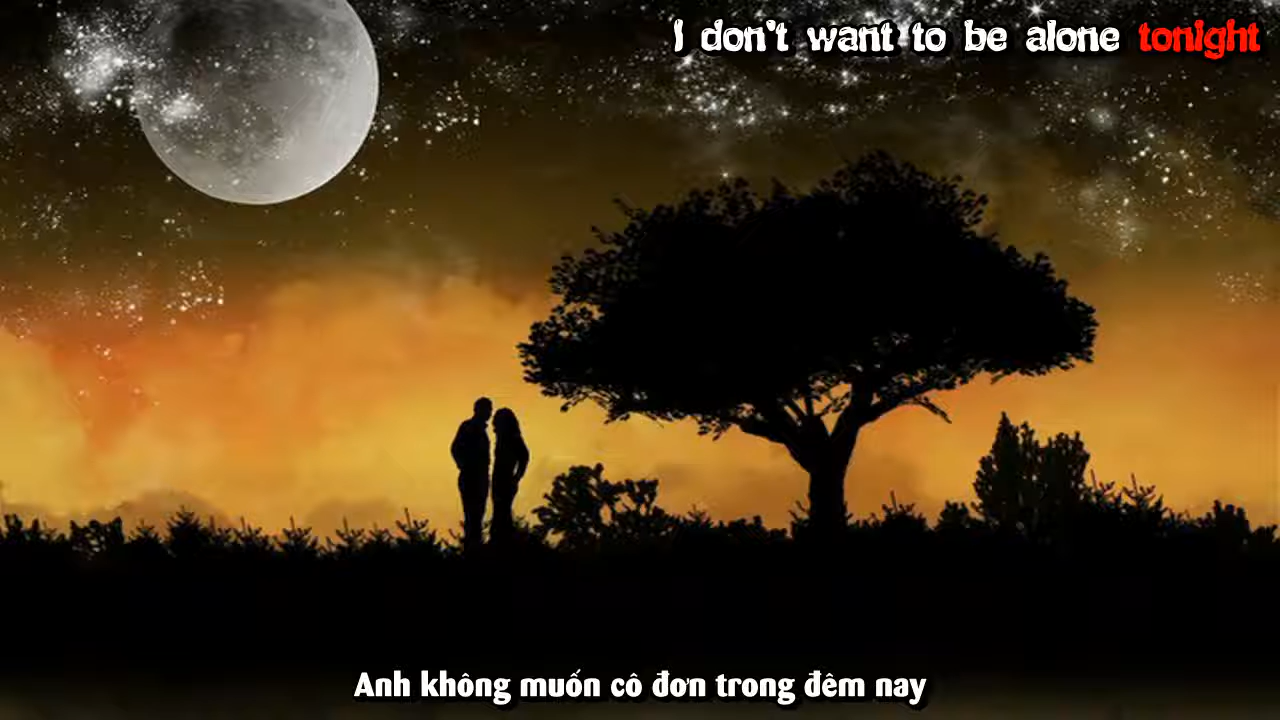 I don't want to be alone tonight
Anh không muốn cô đơn trong đêm nay